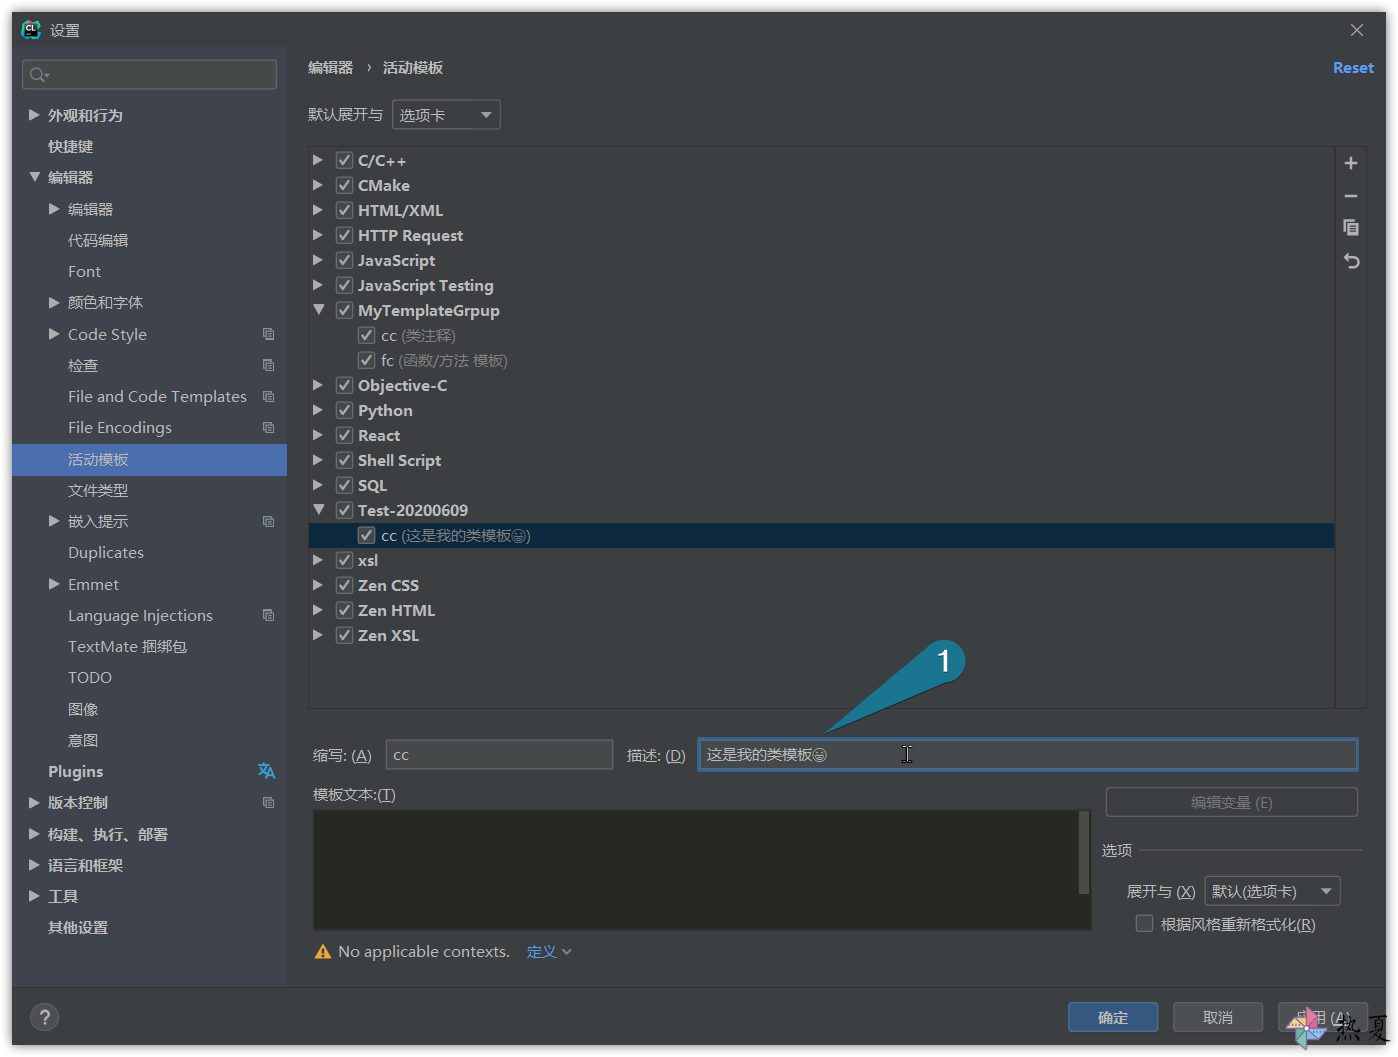 CL 设置
编辑器 › 活动模板
Reset
默认展开与 选项卡
外观和行为
快捷键
编辑器
编辑器
代码编辑
Font
颜色和字体
Code Style
检查
File and Code Templates
File Encodings
活动模板
文件类型
嵌入提示
Duplicates
Emmet
Language Injections
TextMate 捆绑包
TODO
图像
意图
Plugins
版本控制
构建、执行、部署
语言和框架
工具
其他设置
C/C++
CMake
HTML/XML
HTTP Request
JavaScript
JavaScript Testing
MyTemplateGrpup
cc (类注释)
fc (函数/方法 模板)
Objective-C
Python
React
Shell Script
SQL
Test-20200609
cc (这是我的类模板😀)
xsl
Zen CSS
Zen HTML
Zen XSL
1
缩写: (A) cc 描述: (D) 这是我的类模板😀
模板文本:(T)
编辑变量 (E)
选项
展开与 (X) 默认(选项卡)
根据风格重新格式化(R)
No applicable contexts. 定义
? 确定 取消 应用 (A)
热夏